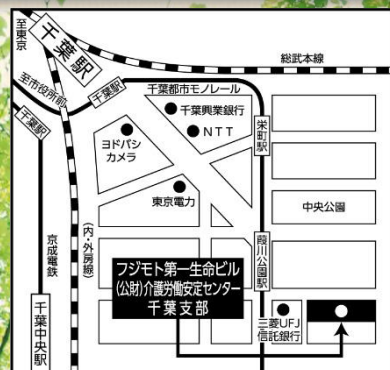 至東京
千葉駅
総武本線
至市役所前
千葉駅
千葉都市モノレール
千葉興業銀行
NTT
千葉駅
ヨドバシ
カメラ
栄町駅
東京電力
中央公園
京成電鉄
(内・外房線)
葭川公園駅
フジモト第一生命ビル
(公財)介護労働安定センター
千葉支部
千葉中央駅
三菱UFJ
信託銀行